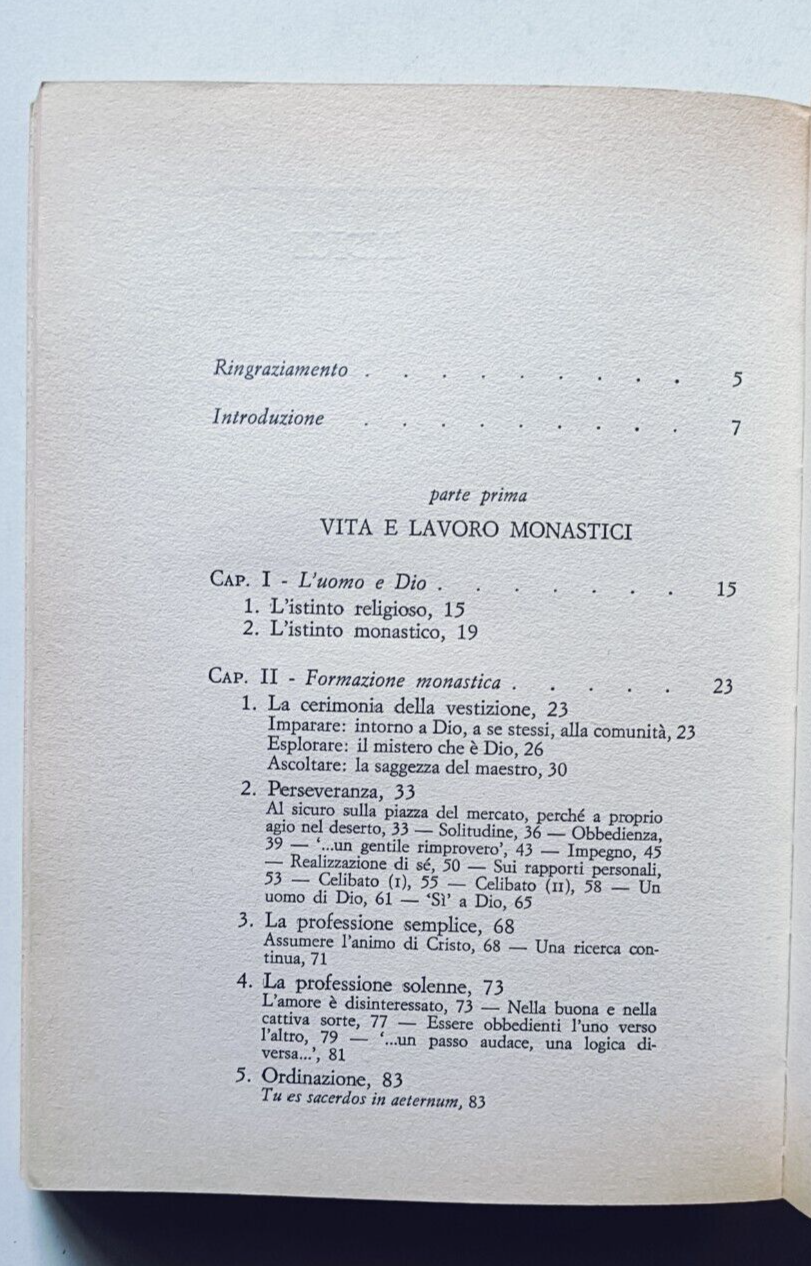 Ringraziamento . . . . . . . . . 5
Introduzione . . . . . . . . . 7
parte prima
VITA E LAVORO MONASTICI
Cap. I - L'uomo e Dio . . . . . . . 15
1. L'istinto religioso, 15
2. L'istinto monastico, 19
Cap. II - Formazione monastica . . . . . 23
1. La cerimonia della vestizione, 23
Imparare: intorno a Dio, a se stessi, alla comunità, 23
Esplorare: il mistero che è Dio, 26
Ascoltare: la saggezza del maestro, 30
2. Perseveranza, 33
Al sicuro sulla piazza del mercato, perché a proprio
agio nel deserto, 33 — Solitudine, 36 — Obbedienza,
39 — '...un gentile rimprovero', 43 — Impegno, 45
— Realizzazione di sé, 50 — Sui rapporti personali,
53 — Celibato (I), 55 — Celibato (II), 58 — Un
uomo di Dio, 61 — 'Sì' a Dio, 65
3. La professione semplice, 68
Assumere l'animo di Cristo, 68 — Una ricerca con-
tinua, 71
4. La professione solenne, 73
L'amore è disinteressato, 73 — Nella buona e nella
cattiva sorte, 77 — Essere obbedienti l'uno verso
l'altro, 79 — '...un passo audace, una logica di-
versa...', 81
5. Ordinazione, 83
Tu es sacerdos in aeternum, 83